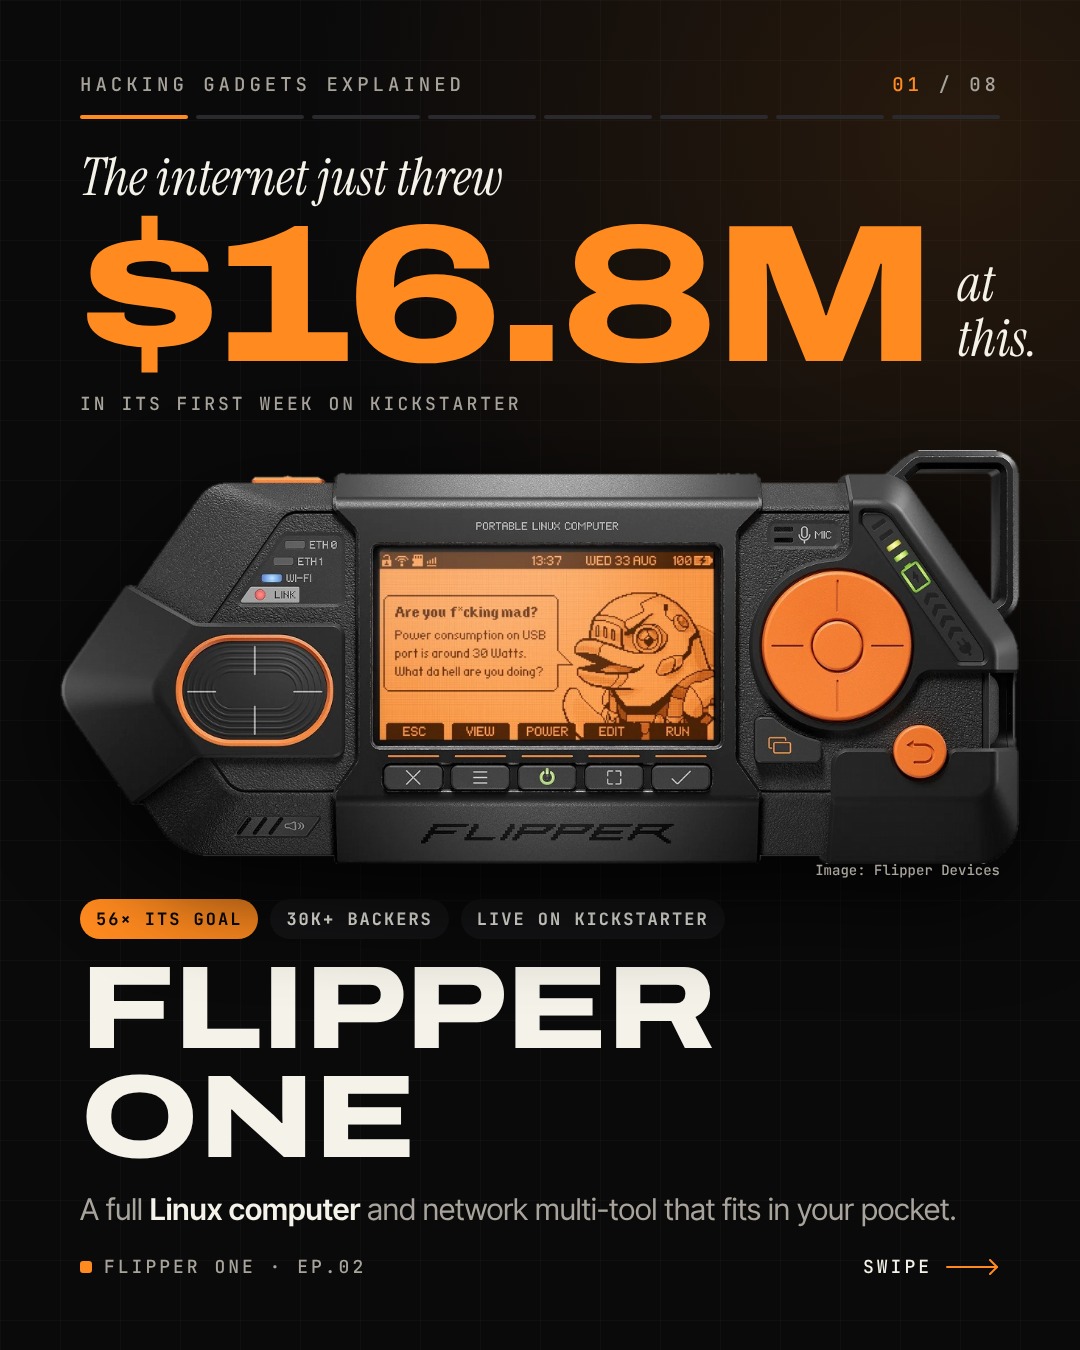 HACKING GADGETS EXPLAINED
01 / 08
The internet just threw
$16.8M
at
this.
IN ITS FIRST WEEK ON KICKSTARTER
PORTABLE LINUX COMPUTER
ETH 0
ETH 1
WI-FI
LINK
MIC
13:37 WED 33 AUG 100
Are you f*cking mad?
Power consumption on USB
port is around 30 Watts.
What da hell are you doing?
ESC VIEW POWER EDIT RUN
FLIPPER
Image: Flipper Devices
56× ITS GOAL
30K+ BACKERS
LIVE ON KICKSTARTER
FLIPPER
ONE
A full Linux computer and network multi-tool that fits in your pocket.
FLIPPER ONE · EP.02
SWIPE →